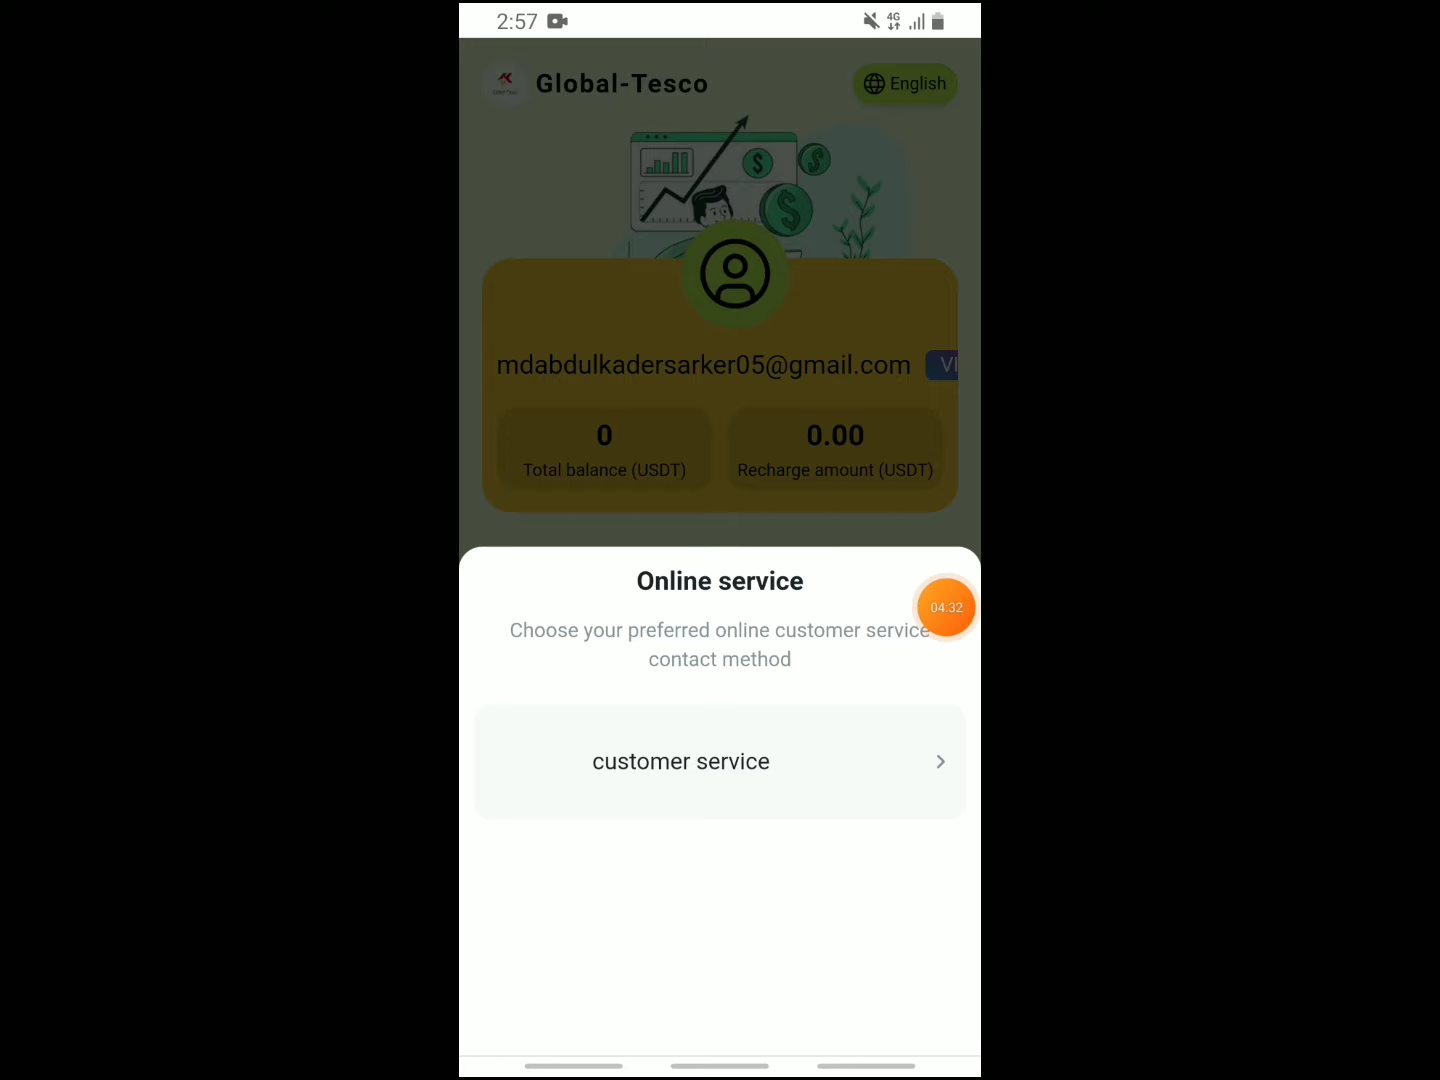 2:57
4G
Global-Tesco
English
mdabdulkadersarker05@gmail.com
0
0.00
Total balance (USDT)
Recharge amount (USDT)
Online service
04:32
Choose your preferred online customer service
contact method
customer service